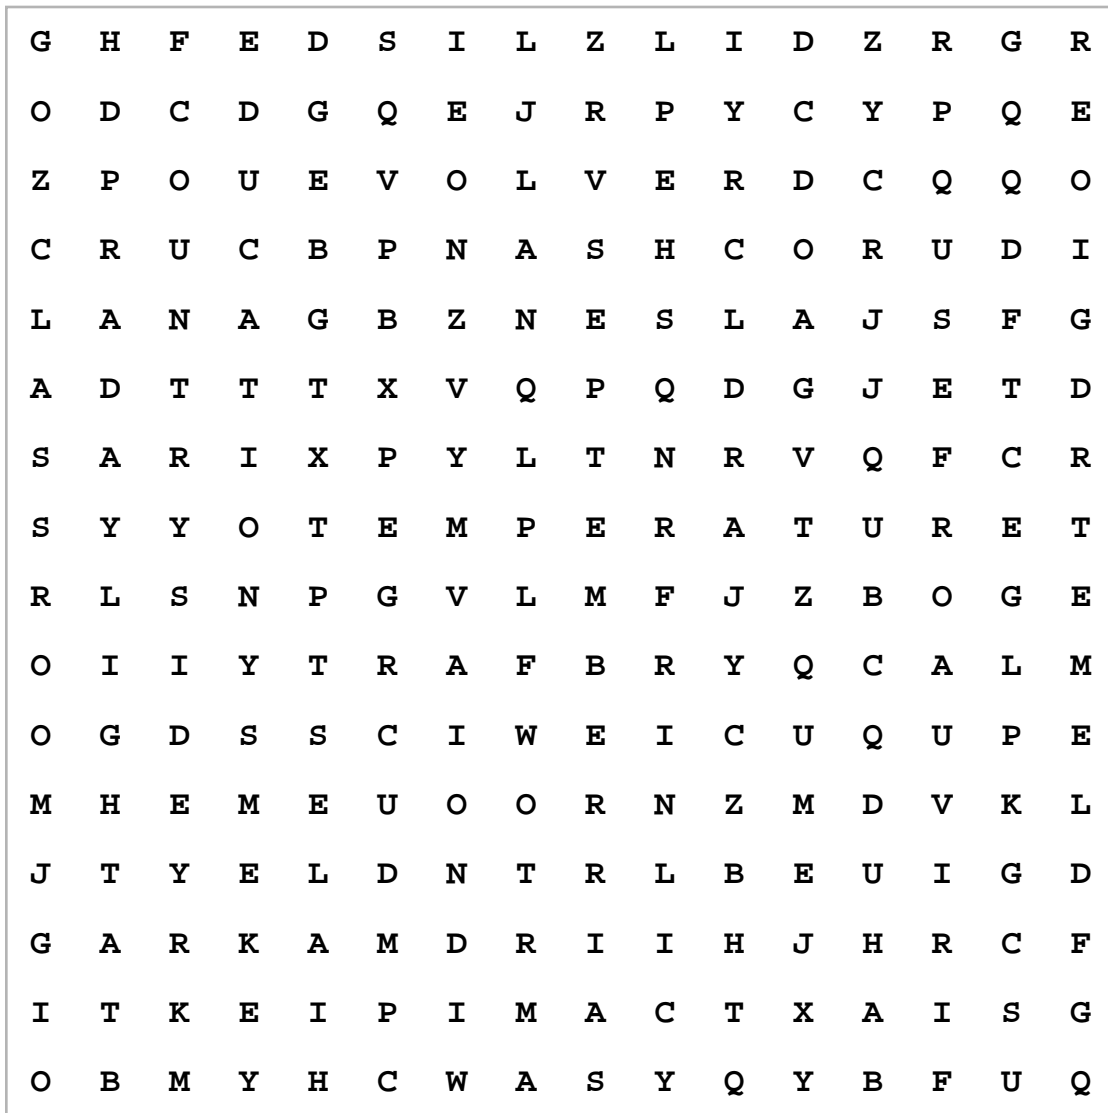 G H F E D S I L Z L I D Z R G R
O D C D G Q E J R P Y C Y P Q E
Z P O U E V O L V E R D C Q Q O
C R U C B P N A S H C O R U D I
L A N A G B Z N E S L A J S F G
A D T T T X V Q P Q D G J E T D
S A R I X P Y L T N R V Q F C R
S Y Y O T E M P E R A T U R E T
R L S N P G V L M F J Z B O G E
O I I Y T R A F B R Y Q C A L M
O G D S S C I W E I C U Q U P E
M H E M E U O O R N Z M D V K L
J T Y E L D N T R L B E U I G D
G A R K A M D R I I H J H R C F
I T K E I P I M A C T X A I S G
O B M Y H C W A S Y Q Y B F U Q